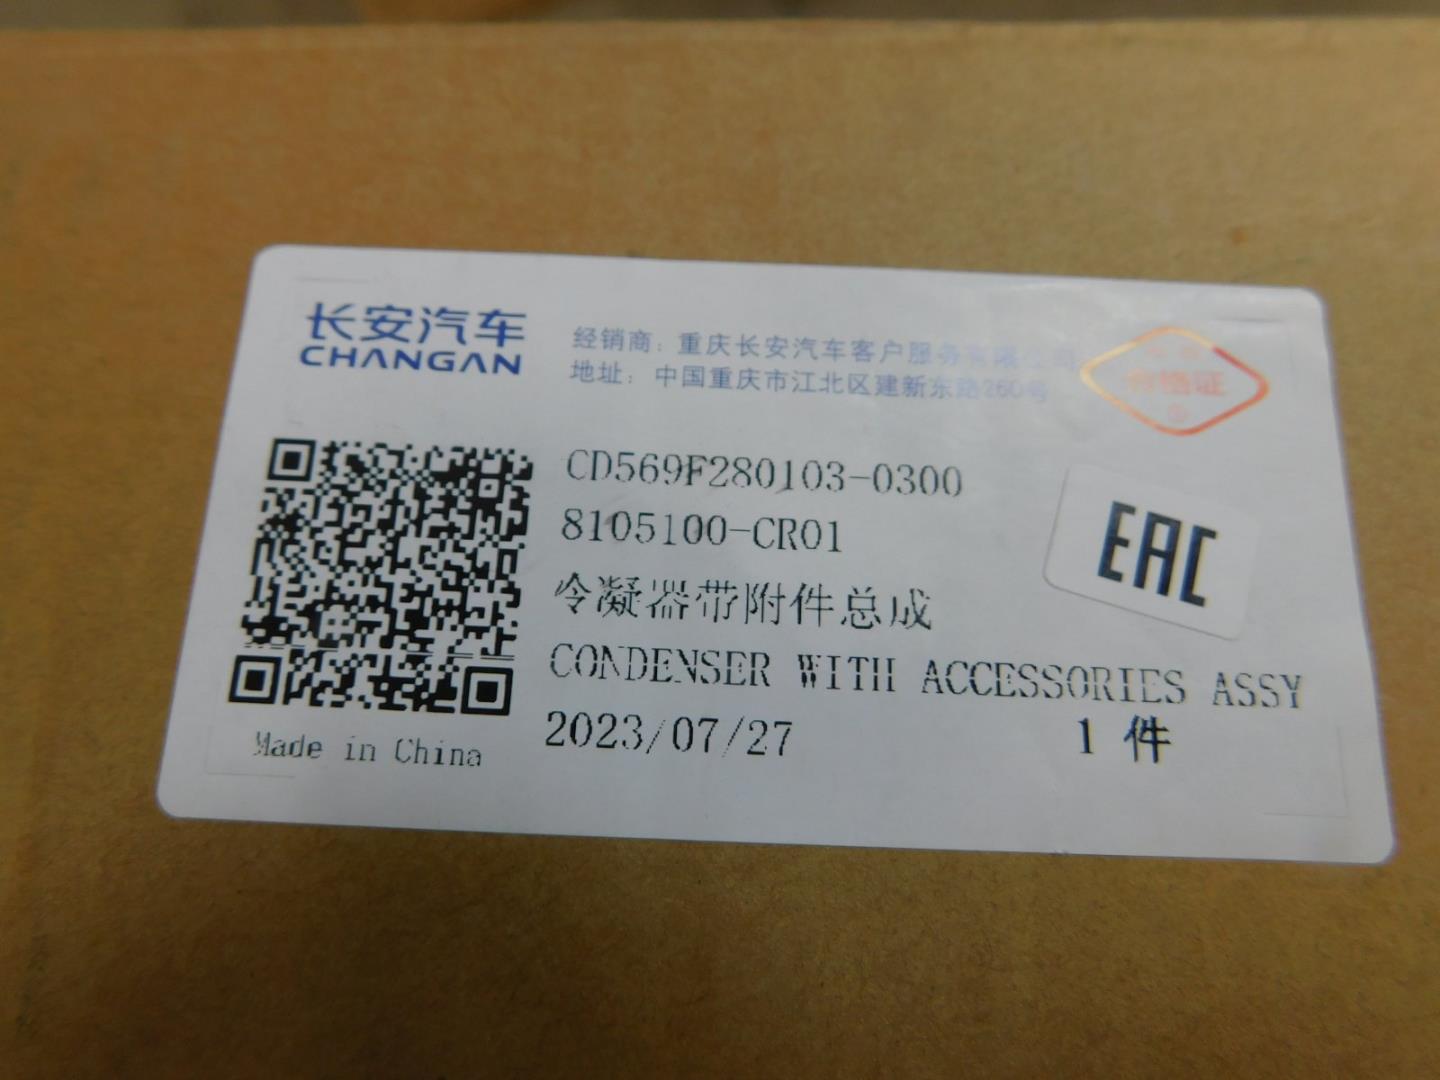 长安汽车
CHANGAN
经销商：重庆长安汽车客户服务有限公司
地址：中国重庆市江北区建新东路260号
合格证
CD569F280103-0300
8105100-CR01
EAC
冷凝器带附件总成
CONDENSER WITH ACCESSORIES ASSY
2023/07/27 1 件
Made in China